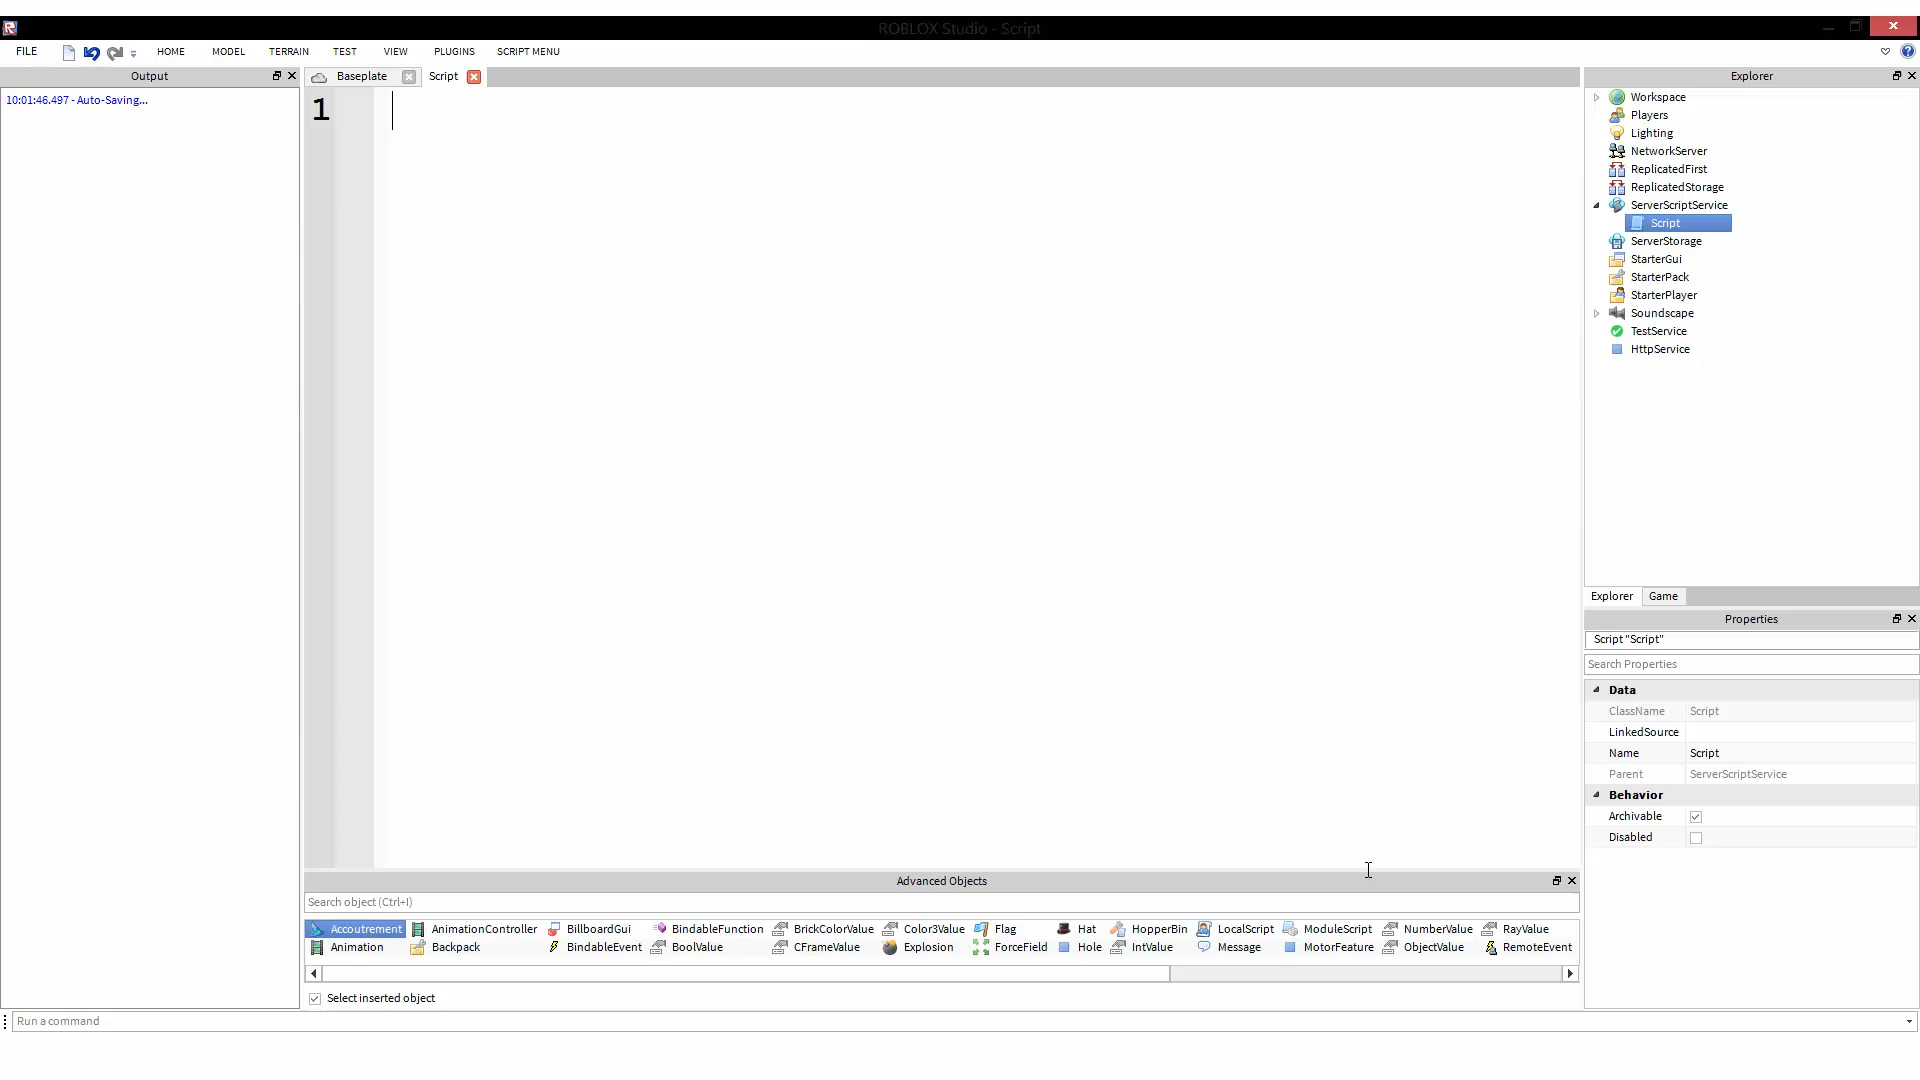 ROBLOX Studio - Script
FILE HOME MODEL TERRAIN TEST VIEW PLUGINS SCRIPT MENU
Output
10:01:46.497 - Auto-Saving...
Baseplate Script
1
Explorer
Workspace
Players
Lighting
NetworkServer
ReplicatedFirst
ReplicatedStorage
ServerScriptService
Script
ServerStorage
StarterGui
StarterPack
StarterPlayer
Soundscape
TestService
HttpService
Explorer Game
Properties
Script "Script"
Search Properties
Data
ClassName Script
LinkedSource
Name Script
Parent ServerScriptService
Behavior
Archivable
Disabled
Advanced Objects
Search object (Ctrl+I)
Accoutrement AnimationController BillboardGui BindableFunction BrickColorValue Color3Value Flag Hat HopperBin LocalScript ModuleScript NumberValue RayValue
Animation Backpack BindableEvent BoolValue CFrameValue Explosion ForceField Hole IntValue Message MotorFeature ObjectValue RemoteEvent
Select inserted object
Run a command